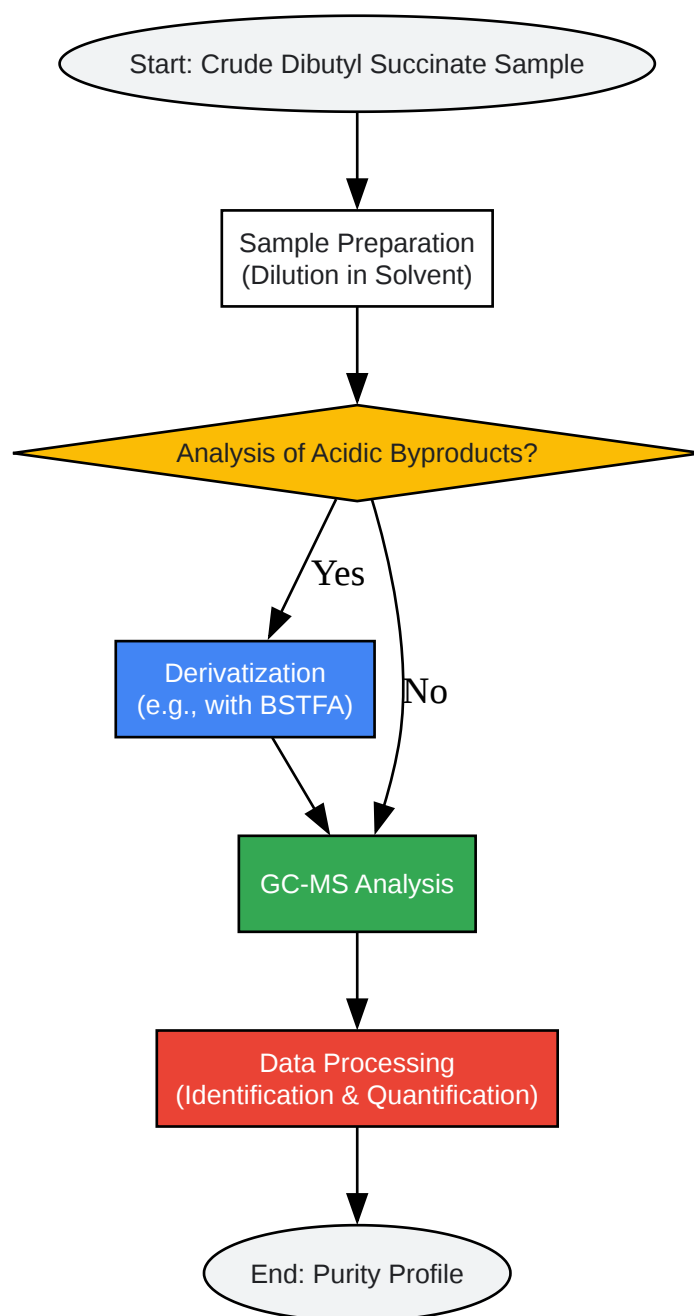 Start: Crude Dibutyl Succinate Sample
Sample Preparation
(Dilution in Solvent)
Analysis of Acidic Byproducts?
Yes
Derivatization
(e.g., with BSTFA)
No
GC-MS Analysis
Data Processing
(Identification & Quantification)
End: Purity Profile